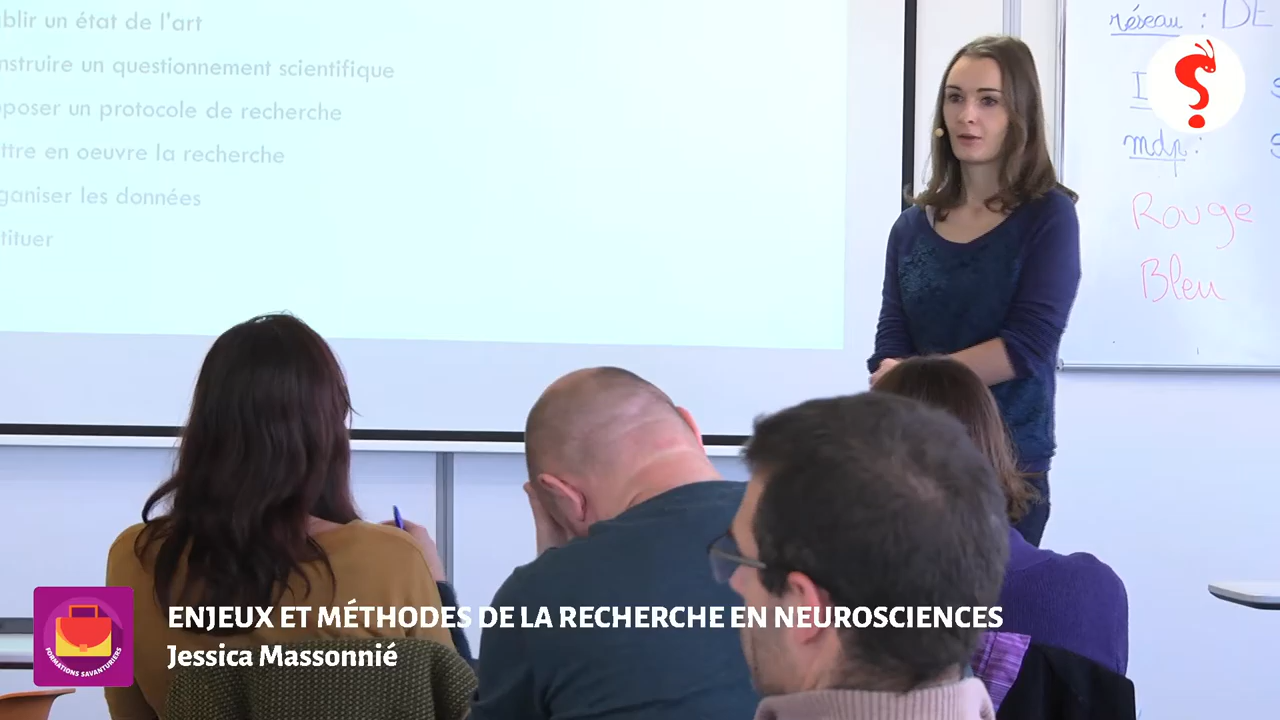 blir un état de l'art
nstruire un questionnement scientifique
poser un protocole de recherche
ttre en oeuvre la recherche
ganiser les données
tituer
réseau : DE
I
mdp :
Rouge
Bleu
ENJEUX ET MÉTHODES DE LA RECHERCHE EN NEUROSCIENCES
Jessica Massonnié
FORMATIONS SAVANTURIERS